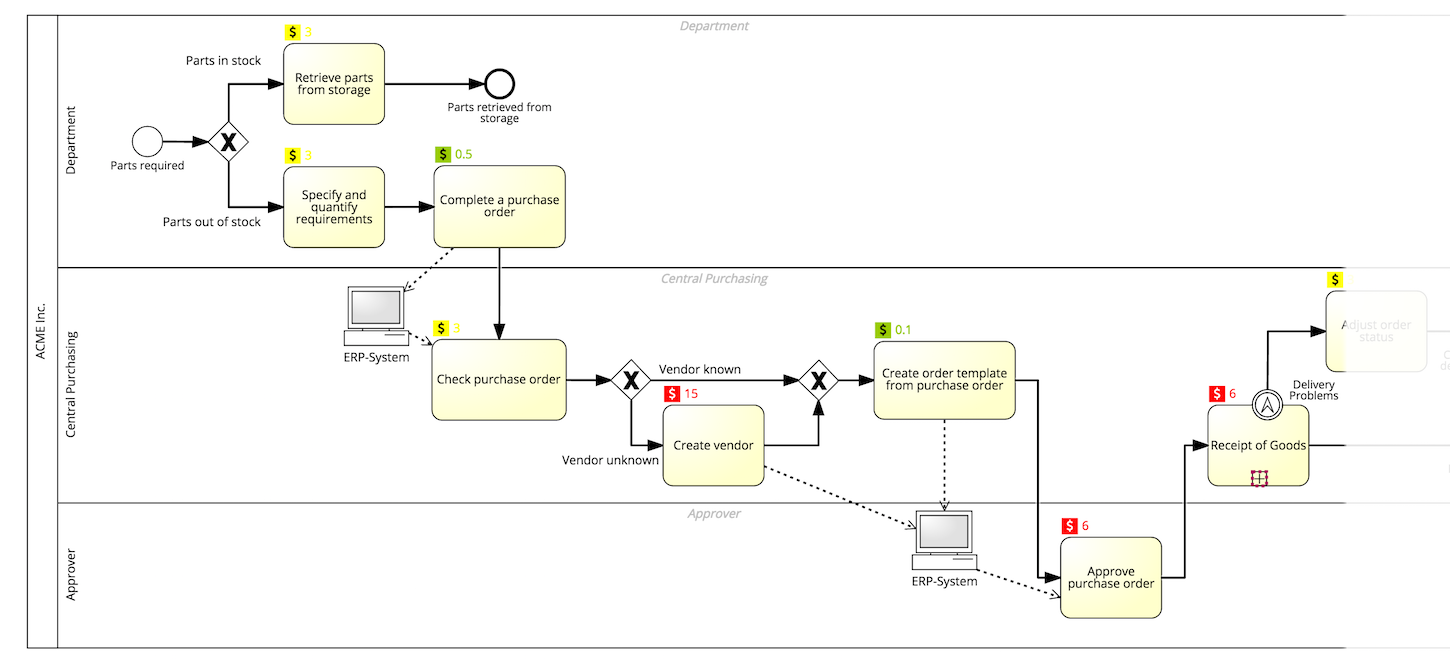 Department
$ 3
Parts in stock
Retrieve parts
from storage
Parts retrieved from
storage
Department
X
Parts required
$ 3
$ 0.5
Specify and
quantify
requirements
Complete a purchase
order
Parts out of stock
ACME Inc.
Central Purchasing
$
Central Purchasing
ERP-System
$ 3
Check purchase order
X
Vendor known
X
$ 0.1
Create order template
from purchase order
Adjust order
status
$ 15
Create vendor
Vendor unknown
Delivery
Problems
$ 6
Receipt of Goods
Approver
Approver
ERP-System
$ 6
Approve
purchase order